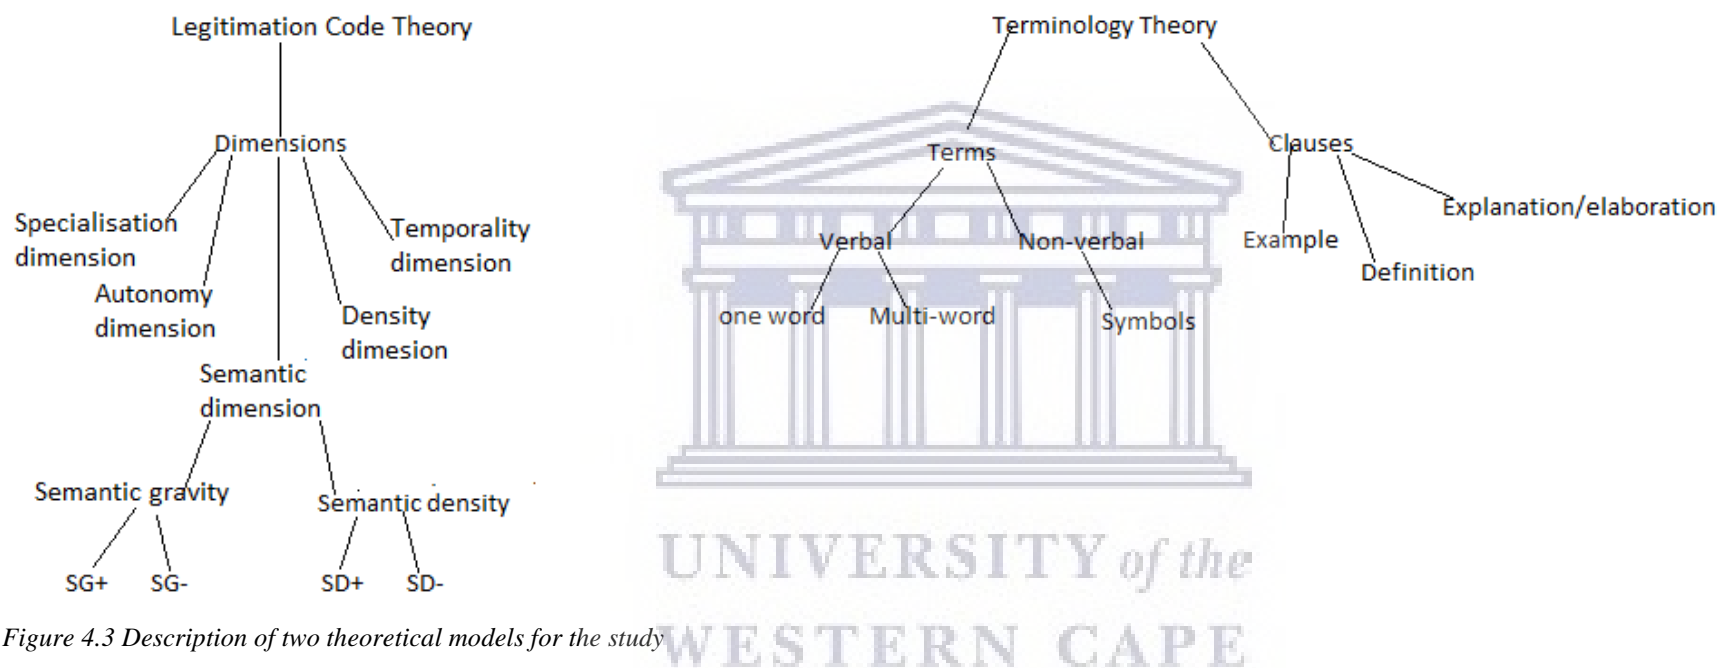 Legitimation Code Theory
Dimensions
Specialisation
dimension
Autonomy
dimension
Semantic
dimension
Density
dimesion
Temporality
dimension
Semantic gravity
Semantic density
SG+
SG-
SD+
SD-
Terminology Theory
Terms
Clauses
Verbal
Non-verbal
one word
Multi-word
Symbols
Example
Definition
Explanation/elaboration
UNIVERSITY of the
WESTERN CAPE
Figure 4.3 Description of two theoretical models for the study